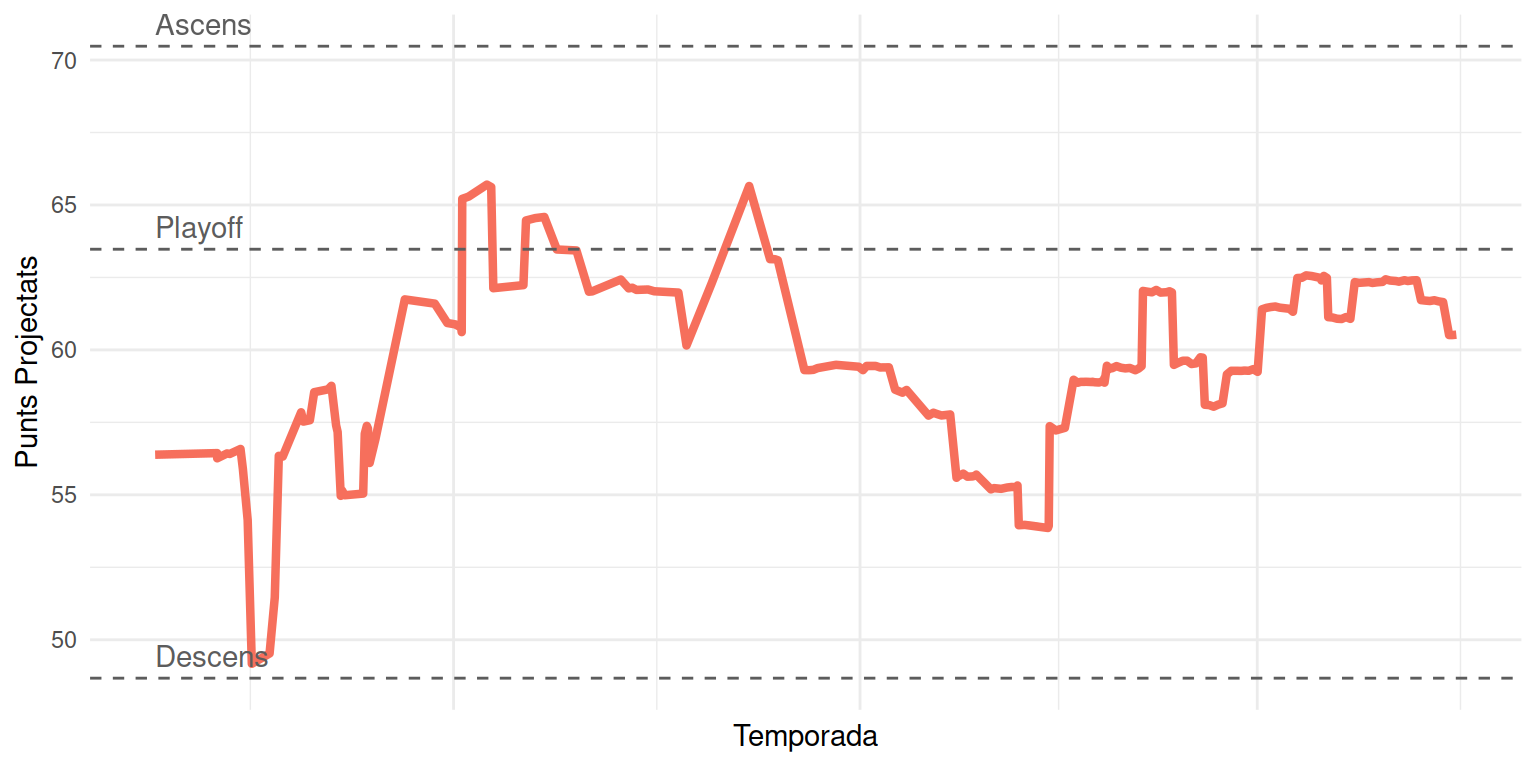 Ascens
70
65
Playoff
60
55
50
Descens
Punts Projectats
Temporada